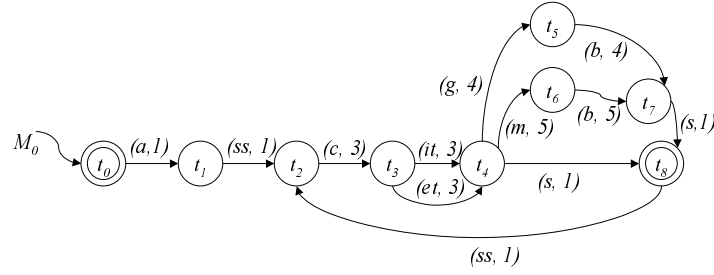 t5
(b, 4)
(g, 4)
t6
t7
(m, 5)
(b, 5)
(s,1)
M0
(a,1)
(ss, 1)
(c, 3)
(it, 3)
t0
t1
t2
t3
t4
t8
(et, 3)
(s, 1)
(ss, 1)